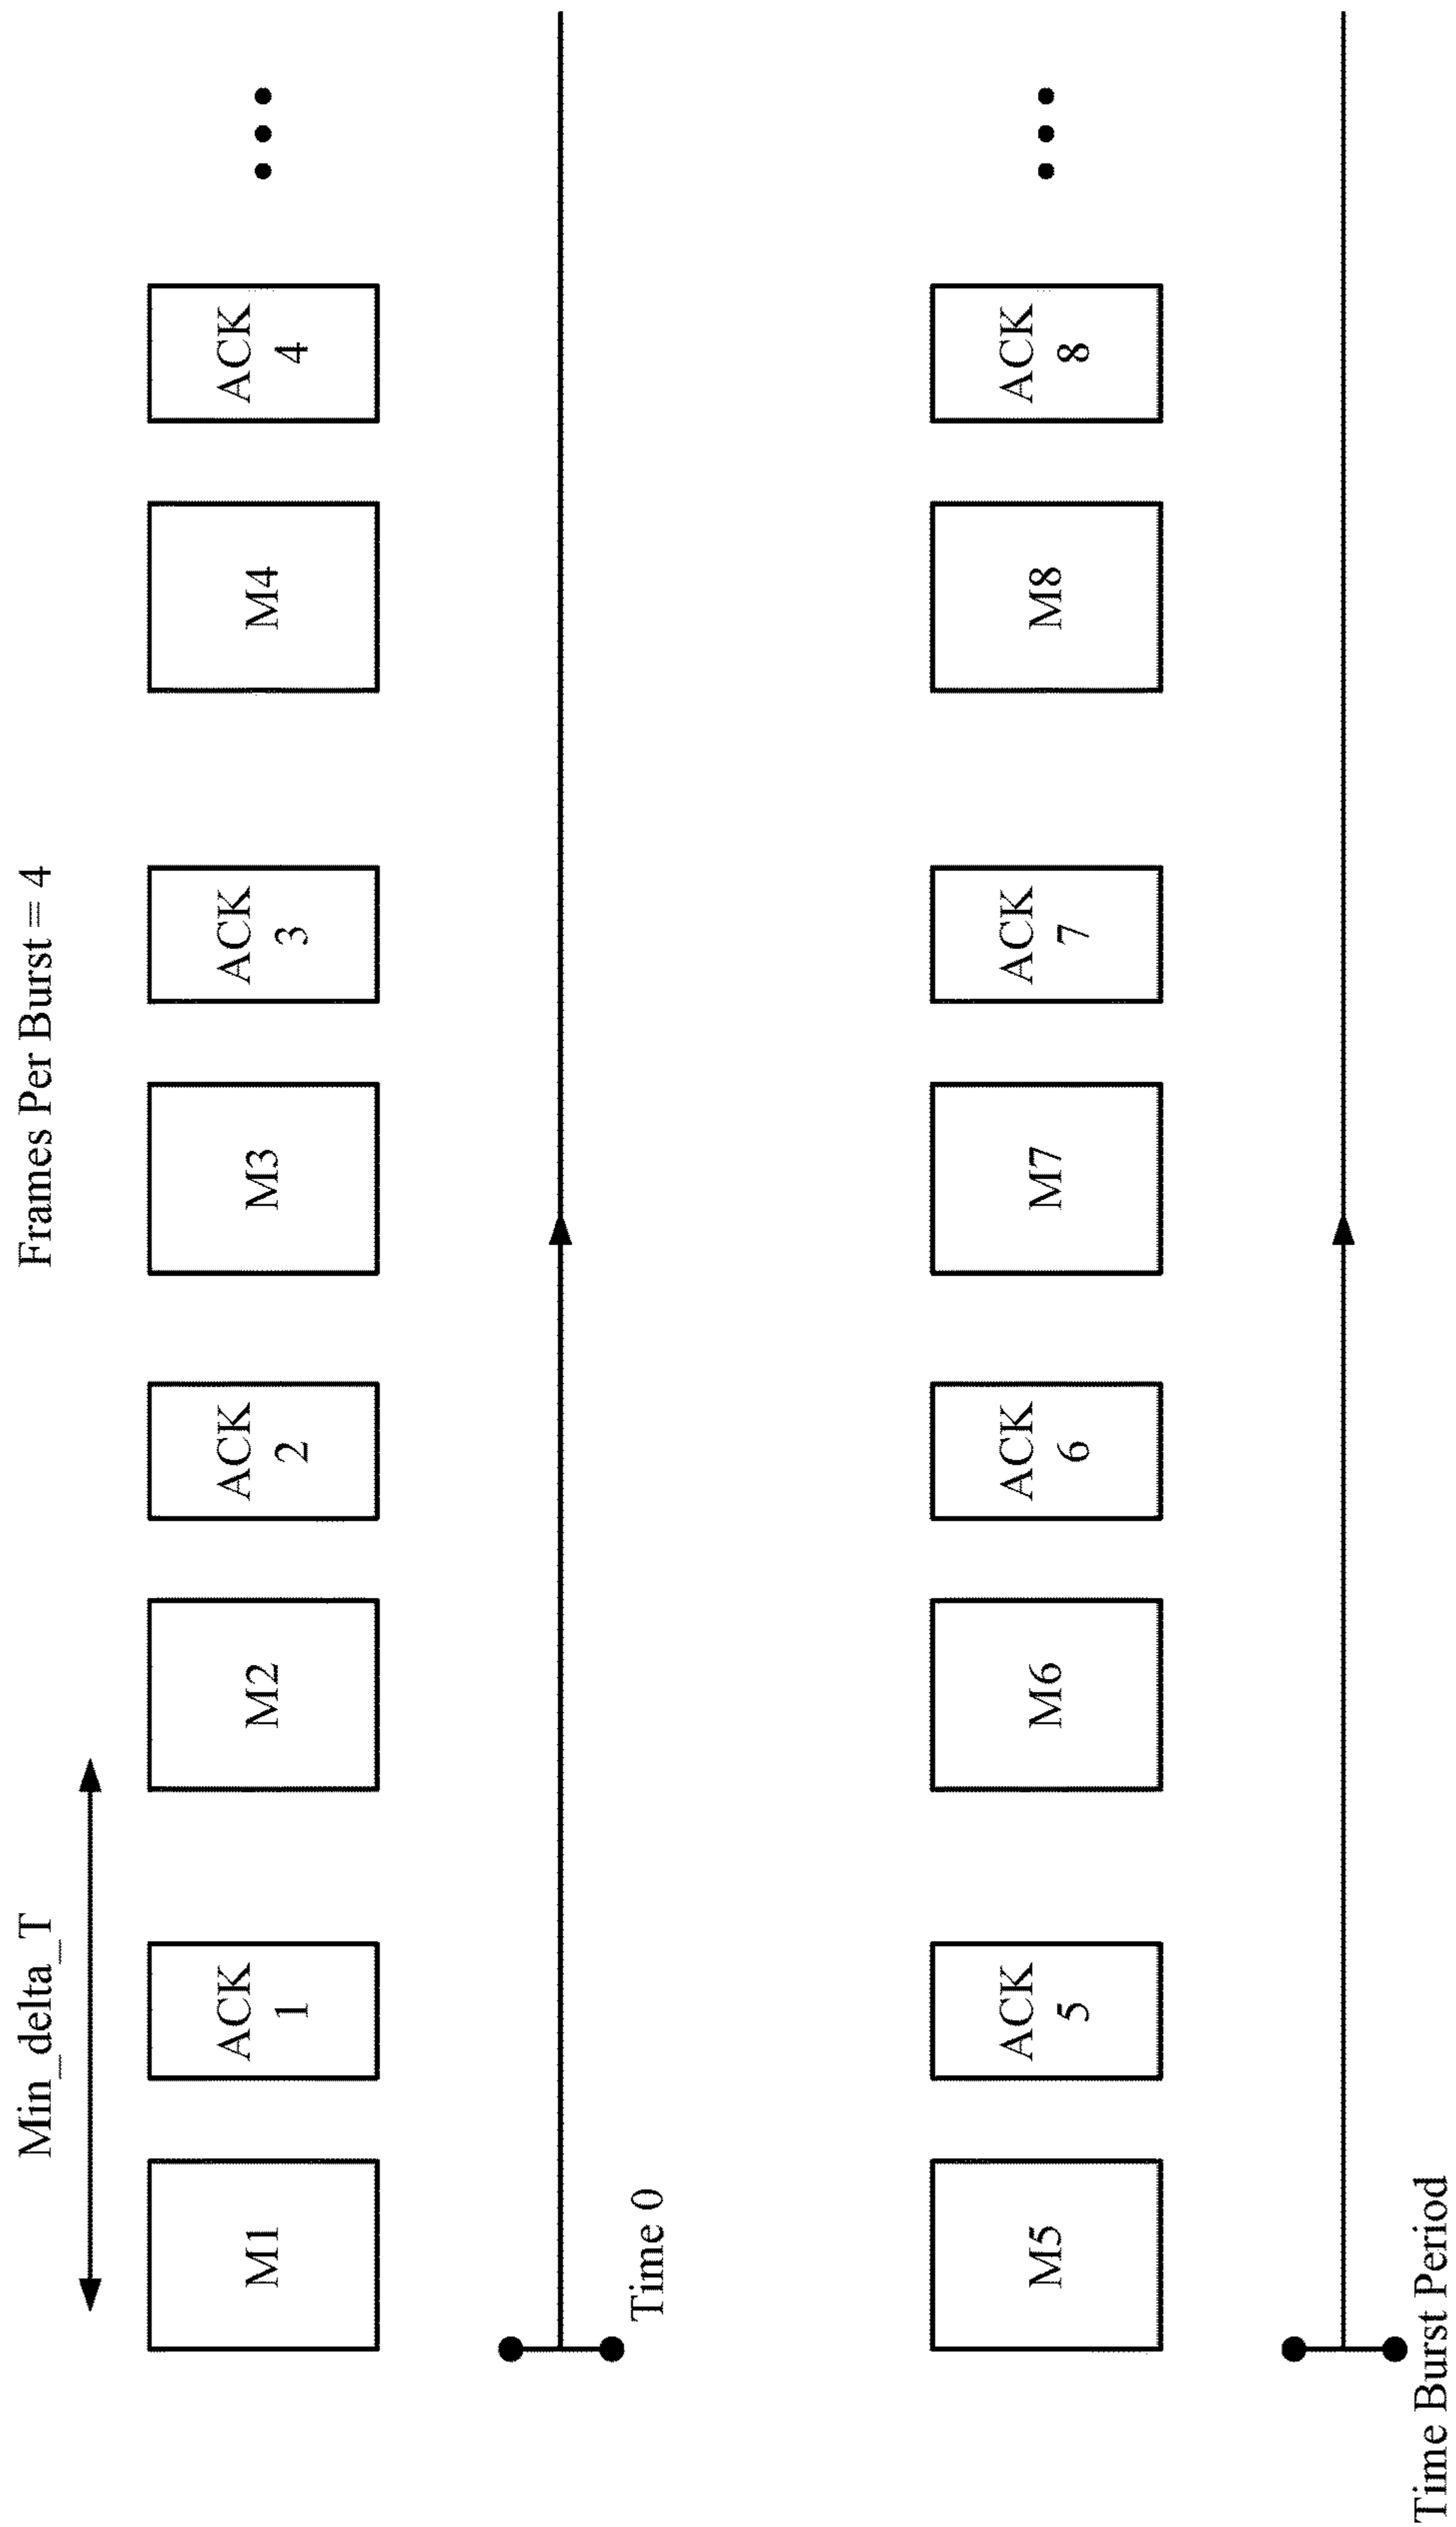 Min_delta_T
Frames Per Burst = 4
M1
ACK
1
M2
ACK
2
M3
ACK
3
M4
ACK
4
Time 0
M5
ACK
5
M6
ACK
6
M7
ACK
7
M8
ACK
8
Time Burst Period